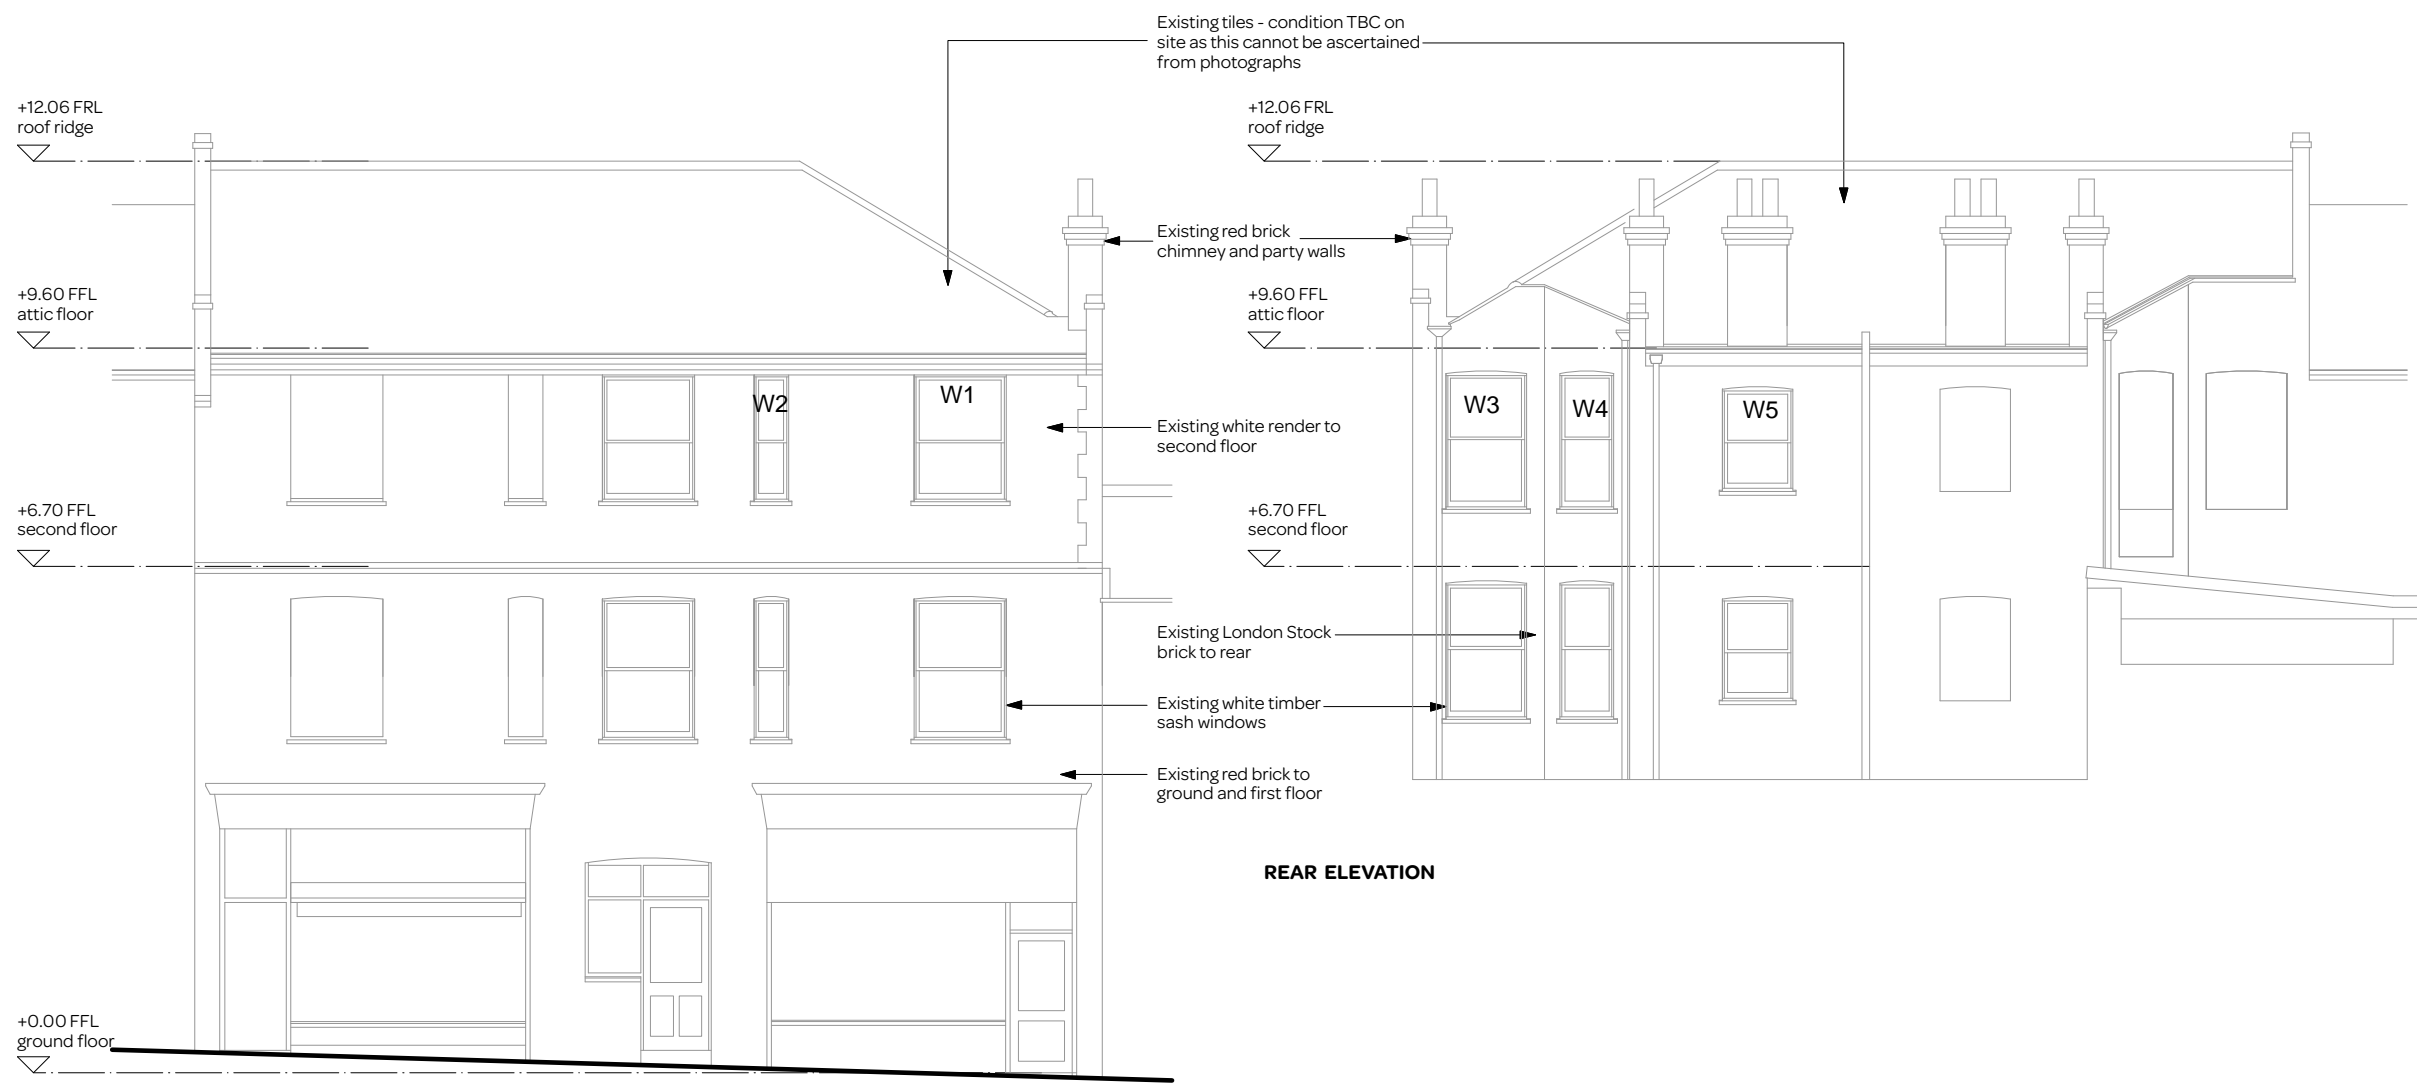 Existing tiles - condition TBC on
site as this cannot be ascertained
from photographs
+12.06 FRL
roof ridge
+12.06 FRL
roof ridge
Existing red brick
chimney and party walls
+9.60 FFL
attic floor
+9.60 FFL
attic floor
W2
W1
W3
W4
W5
Existing white render to
second floor
+6.70 FFL
second floor
+6.70 FFL
second floor
Existing London Stock
brick to rear
Existing white timber
sash windows
Existing red brick to
ground and first floor
REAR ELEVATION
+0.00 FFL
ground floor